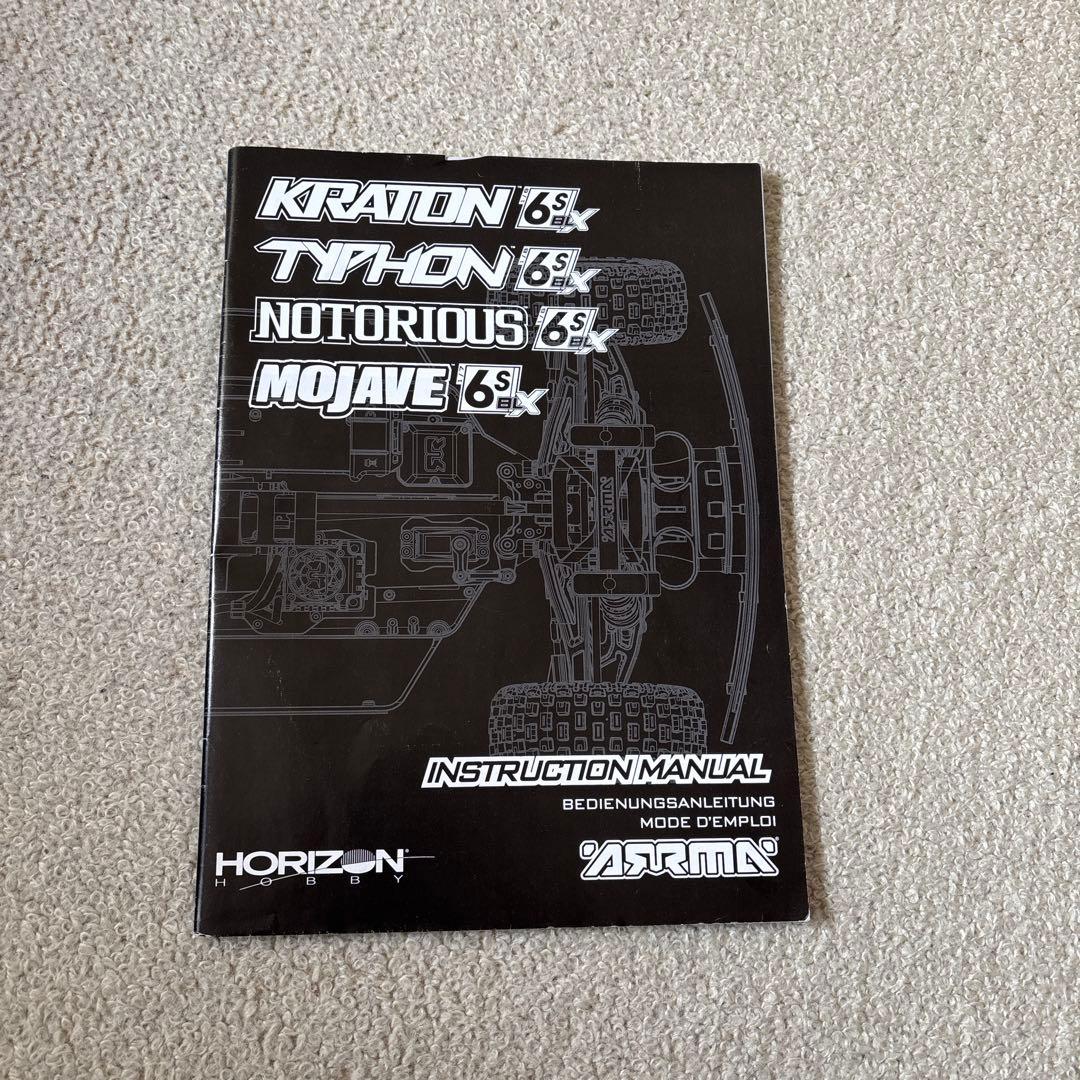 KRATON 6S BLX
TYPHON 6S BLX
NOTORIOUS 6S BLX
MOJAVE 6S BLX
ARRMA
INSTRUCTION MANUAL
BEDIENUNGSANLEITUNG
MODE D'EMPLOI
HORIZON®
HOBBY
ARRMA